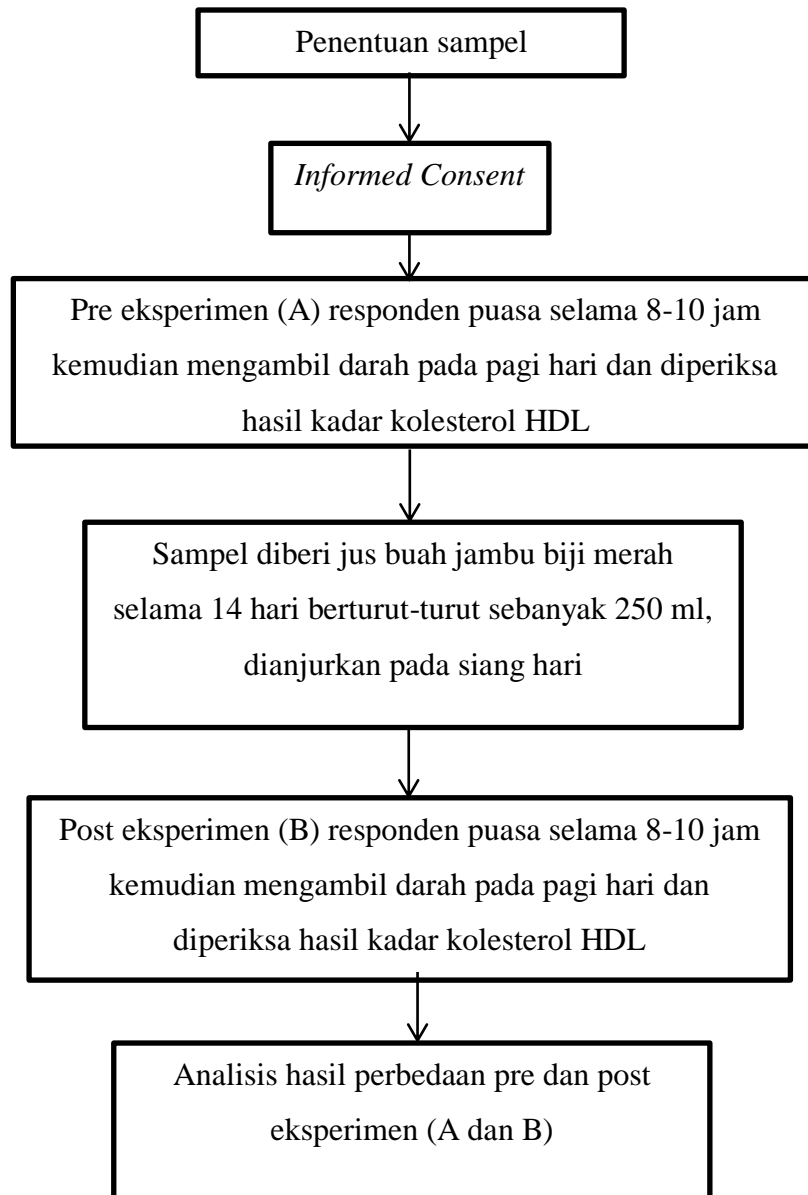 Penentuan sampel
Informed Consent
Pre eksperimen (A) responden puasa selama 8-10 jam
kemudian mengambil darah pada pagi hari dan diperiksa
hasil kadar kolesterol HDL
Sampel diberi jus buah jambu biji merah
selama 14 hari berturut-turut sebanyak 250 ml,
dianjurkan pada siang hari
Post eksperimen (B) responden puasa selama 8-10 jam
kemudian mengambil darah pada pagi hari dan
diperiksa hasil kadar kolesterol HDL
Analisis hasil perbedaan pre dan post
eksperimen (A dan B)